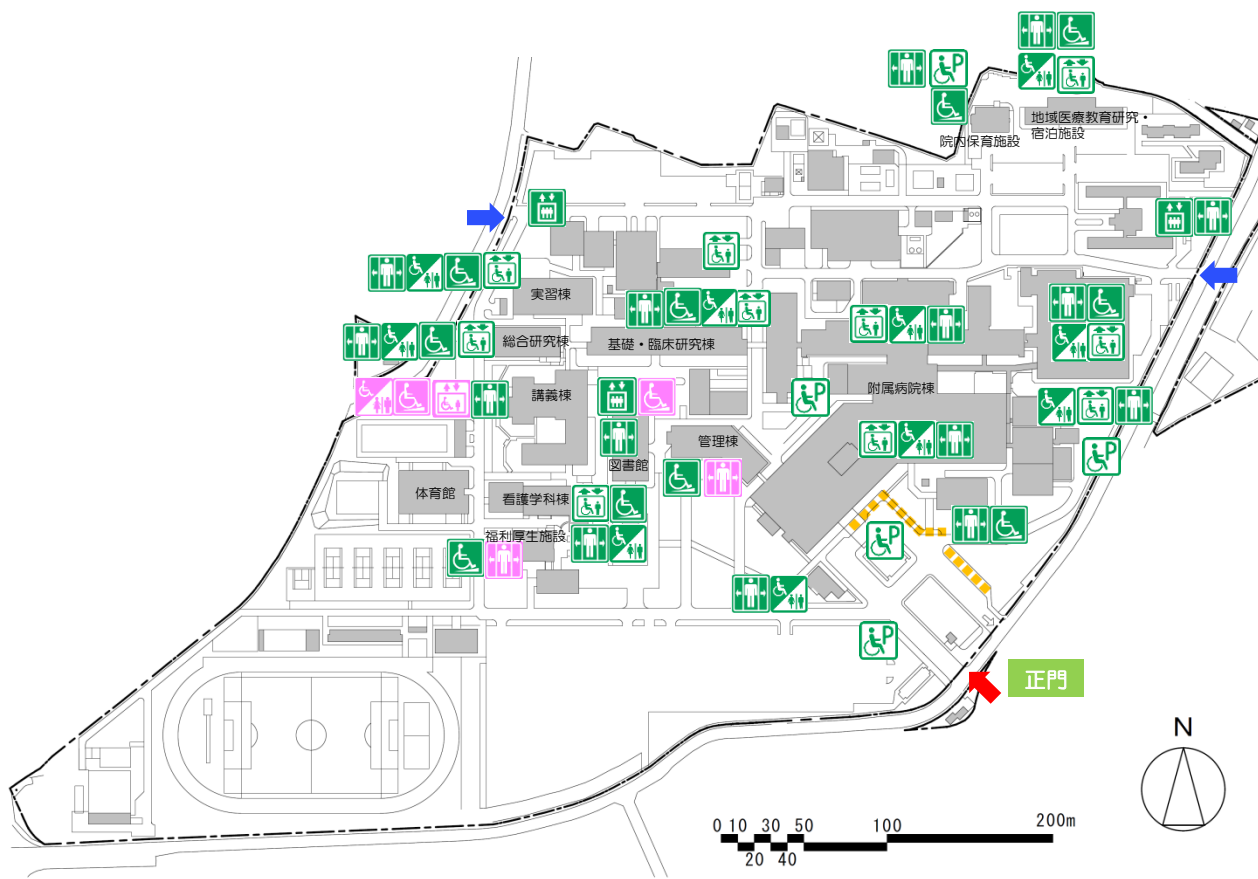 P
地域医療教育研究・
宿泊施設
院内保育施設
実習棟
総合研究棟
基礎・臨床研究棟
講義棟
附属病院棟
P
管理棟
図書館
P
体育館
看護学科棟
福利厚生施設
P
P
正門
N
0 10 30 50 100 200m
20 40